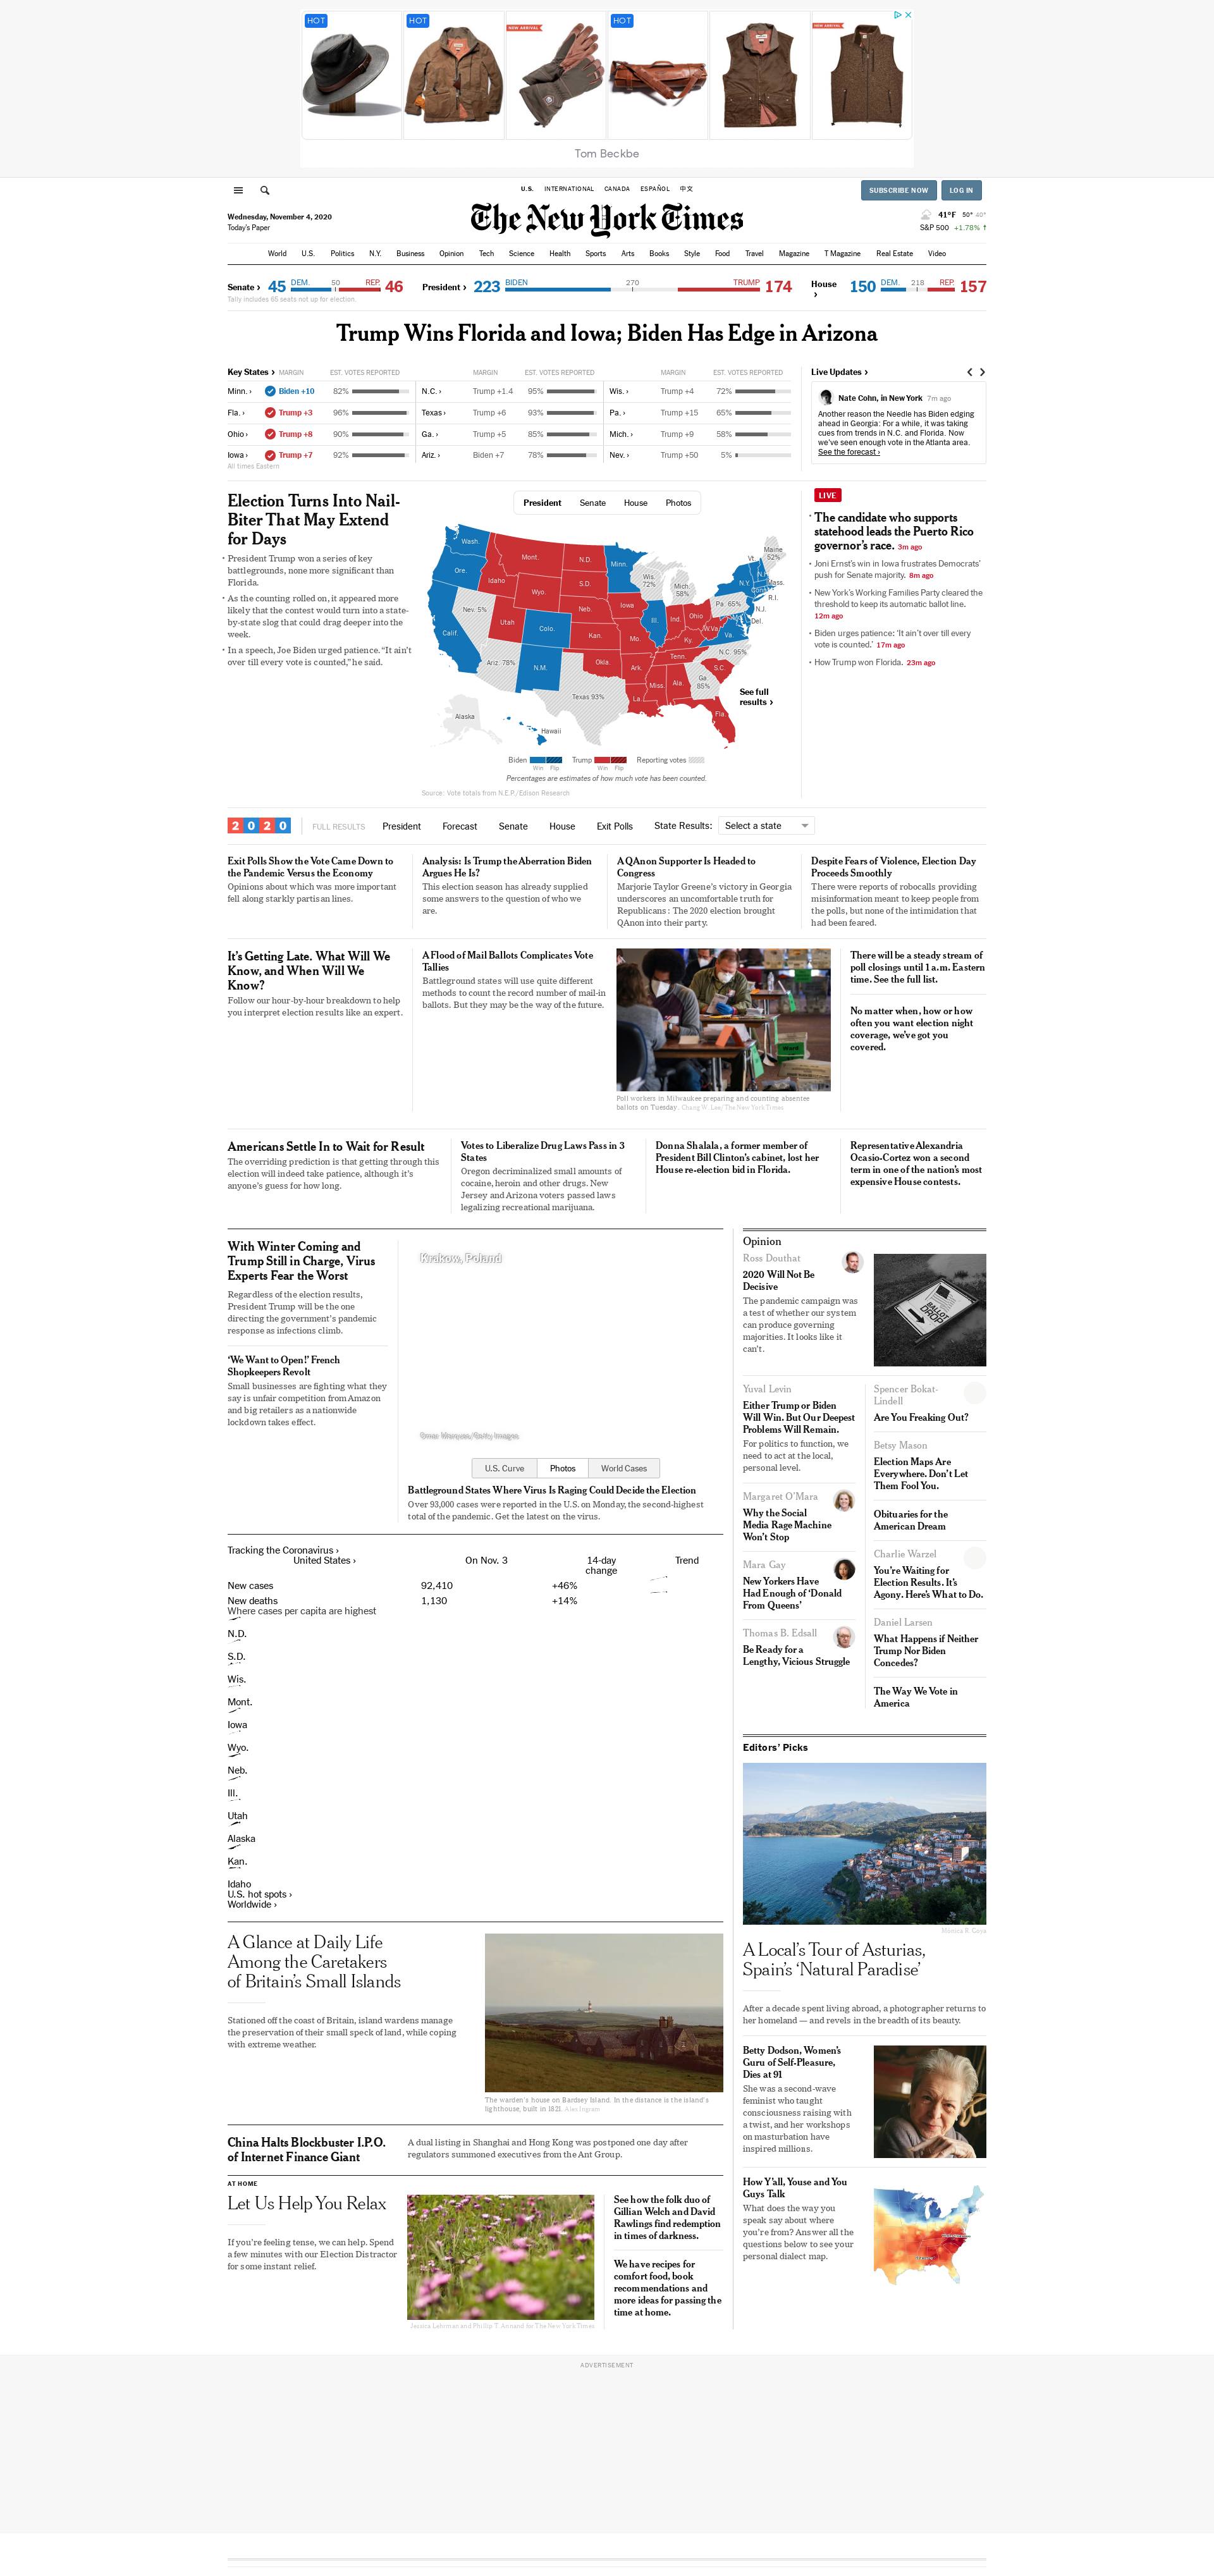 HOT
HOT
NEW ARRIVAL
HOT
NEW ARRIVAL
Tom Beckbe
U.S. INTERNATIONAL CANADA ESPAÑOL 中文
SUBSCRIBE NOW LOG IN
Wednesday, November 4, 2020
Today's Paper
The New York Times
41°F 50° 40°
S&P 500 +1.78% ↑
World U.S. Politics N.Y. Business Opinion Tech Science Health Sports Arts Books Style Food Travel Magazine T Magazine Real Estate Video
Senate › 45 DEM. 50 REP. 46
Tally includes 65 seats not up for election.
President › 223 BIDEN 270 TRUMP 174
House › 150 DEM. 218 REP. 157
Trump Wins Florida and Iowa; Biden Has Edge in Arizona
Key States › MARGIN EST. VOTES REPORTED MARGIN EST. VOTES REPORTED MARGIN EST. VOTES REPORTED
Minn. › Biden +10 82% N.C. › Trump +1.4 95% Wis. › Trump +4 72%
Fla. › Trump +3 96% Texas › Trump +6 93% Pa. › Trump +15 65%
Ohio › Trump +8 90% Ga. › Trump +5 85% Mich. › Trump +9 58%
Iowa › Trump +7 92% Ariz. › Biden +7 78% Nev. › Trump +50 5%
All times Eastern
Live Updates ›
Nate Cohn, in New York 7m ago
Another reason the Needle has Biden edging
ahead in Georgia: For a while, it was taking
cues from trends in N.C. and Florida. Now
we've seen enough vote in the Atlanta area.
See the forecast ›
Election Turns Into Nail-
Biter That May Extend
for Days
President Trump won a series of key
battlegrounds, none more significant than
Florida.
As the counting rolled on, it appeared more
likely that the contest would turn into a state-
by-state slog that could drag deeper into the
week.
In a speech, Joe Biden urged patience. “It ain't
over till every vote is counted,” he said.
President Senate House Photos
Wash.
Ore.
Calif.
Nev. 5%
Idaho
Mont.
Wyo.
Utah
Colo.
Ariz. 78%
N.M.
N.D.
S.D.
Neb.
Kan.
Okla.
Texas 93%
Minn.
Iowa
Mo.
Ark.
La.
Wis.
72%
Ill.
Mich.
58%
Ind.
Ohio
Ky.
Tenn.
Miss.
Ala.
Ga.
85%
Fla.
S.C.
N.C. 95%
Va.
W.Va.
Pa. 65%
N.Y.
Vt.
Maine
52%
Mass.
R.I.
N.J.
Del.
Alaska
Hawaii
See full
results ›
Biden Win Flip Trump Win Flip Reporting votes
Percentages are estimates of how much vote has been counted.
Source: Vote totals from N.E.P./Edison Research
LIVE
The candidate who supports
statehood leads the Puerto Rico
governor's race. 3m ago
Joni Ernst's win in Iowa frustrates Democrats'
push for Senate majority. 8m ago
New York's Working Families Party cleared the
threshold to keep its automatic ballot line.
12m ago
Biden urges patience: ‘It ain't over till every
vote is counted.’ 17m ago
How Trump won Florida. 23m ago
2020 FULL RESULTS President Forecast Senate House Exit Polls State Results: Select a state
Exit Polls Show the Vote Came Down to
the Pandemic Versus the Economy
Opinions about which was more important
fell along starkly partisan lines.
Analysis: Is Trump the Aberration Biden
Argues He Is?
This election season has already supplied
some answers to the question of who we
are.
A QAnon Supporter Is Headed to
Congress
Marjorie Taylor Greene's victory in Georgia
underscores an uncomfortable truth for
Republicans: The 2020 election brought
QAnon into their party.
Despite Fears of Violence, Election Day
Proceeds Smoothly
There were reports of robocalls providing
misinformation meant to keep people from
the polls, but none of the intimidation that
had been feared.
It's Getting Late. What Will We
Know, and When Will We
Know?
Follow our hour-by-hour breakdown to help
you interpret election results like an expert.
A Flood of Mail Ballots Complicates Vote
Tallies
Battleground states will use quite different
methods to count the record number of mail-in
ballots. But they may be the way of the future.
Poll workers in Milwaukee preparing and counting absentee
ballots on Tuesday. Chang W. Lee/The New York Times
There will be a steady stream of
poll closings until 1 a.m. Eastern
time. See the full list.
No matter when, how or how
often you want election night
coverage, we've got you
covered.
Americans Settle In to Wait for Result
The overriding prediction is that getting through this
election will indeed take patience, although it's
anyone's guess for how long.
Votes to Liberalize Drug Laws Pass in 3
States
Oregon decriminalized small amounts of
cocaine, heroin and other drugs. New
Jersey and Arizona voters passed laws
legalizing recreational marijuana.
Donna Shalala, a former member of
President Bill Clinton's cabinet, lost her
House re-election bid in Florida.
Representative Alexandria
Ocasio-Cortez won a second
term in one of the nation's most
expensive House contests.
With Winter Coming and
Trump Still in Charge, Virus
Experts Fear the Worst
Regardless of the election results,
President Trump will be the one
directing the government's pandemic
response as infections climb.
‘We Want to Open!’ French
Shopkeepers Revolt
Small businesses are fighting what they
say is unfair competition from Amazon
and big retailers as a nationwide
lockdown takes effect.
Krakow, Poland
Omar Marques/Getty Images
U.S. Curve Photos World Cases
Battleground States Where Virus Is Raging Could Decide the Election
Over 93,000 cases were reported in the U.S. on Monday, the second-highest
total of the pandemic. Get the latest on the virus.
Tracking the Coronavirus ›
United States › On Nov. 3 14-day
change Trend
New cases 92,410 +46%
New deaths 1,130 +14%
Where cases per capita are highest
N.D.
S.D.
Wis.
Mont.
Iowa
Wyo.
Neb.
Ill.
Utah
Alaska
Kan.
Idaho
U.S. hot spots ›
Worldwide ›
A Glance at Daily Life
Among the Caretakers
of Britain's Small Islands
Stationed off the coast of Britain, island wardens manage
the preservation of their small speck of land, while coping
with extreme weather.
The warden's house on Bardsey Island. In the distance is the island's
lighthouse, built in 1821. Alex Ingram
China Halts Blockbuster I.P.O.
of Internet Finance Giant
A dual listing in Shanghai and Hong Kong was postponed one day after
regulators summoned executives from the Ant Group.
AT HOME
Let Us Help You Relax
If you're feeling tense, we can help. Spend
a few minutes with our Election Distractor
for some instant relief.
Jessica Lehrman and Phillip T. Annand for The New York Times
See how the folk duo of
Gillian Welch and David
Rawlings find redemption
in times of darkness.
We have recipes for
comfort food, book
recommendations and
more ideas for passing the
time at home.
Opinion
Ross Douthat
2020 Will Not Be
Decisive
The pandemic campaign was
a test of whether our system
can produce governing
majorities. It looks like it
can't.
BALLOT
DROP
Yuval Levin
Either Trump or Biden
Will Win. But Our Deepest
Problems Will Remain.
For politics to function, we
need to act at the local,
personal level.
Margaret O'Mara
Why the Social
Media Rage Machine
Won't Stop
Mara Gay
New Yorkers Have
Had Enough of ‘Donald
From Queens’
Thomas B. Edsall
Be Ready for a
Lengthy, Vicious Struggle
Spencer Bokat-
Lindell
Are You Freaking Out?
Betsy Mason
Election Maps Are
Everywhere. Don't Let
Them Fool You.
Obituaries for the
American Dream
Charlie Warzel
You're Waiting for
Election Results. It's
Agony. Here's What to Do.
Daniel Larsen
What Happens if Neither
Trump Nor Biden
Concedes?
The Way We Vote in
America
Editors' Picks
Mónica R. Goya
A Local's Tour of Asturias,
Spain's ‘Natural Paradise’
After a decade spent living abroad, a photographer returns to
her homeland — and revels in the breadth of its beauty.
Betty Dodson, Women's
Guru of Self-Pleasure,
Dies at 91
She was a second-wave
feminist who taught
consciousness raising with
a twist, and her workshops
on masturbation have
inspired millions.
How Y'all, Youse and You
Guys Talk
What does the way you
speak say about where
you're from? Answer all the
questions below to see your
personal dialect map.
ADVERTISEMENT